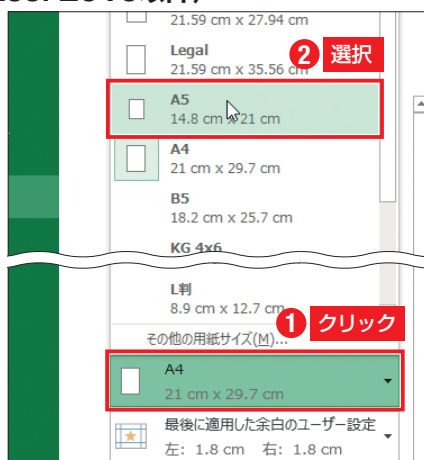 21.59 cm x 27.94 cm
Legal
21.59 cm x 35.56 cm
② 選択
A5
14.8 cm x 21 cm
A4
21 cm x 29.7 cm
B5
18.2 cm x 25.7 cm
KG 4x6
L判
8.9 cm x 12.7 cm
① クリック
その他の用紙サイズ(M)...
A4
21 cm x 29.7 cm
最後に適用した余白のユーザー設定
左: 1.8 cm 右: 1.8 cm